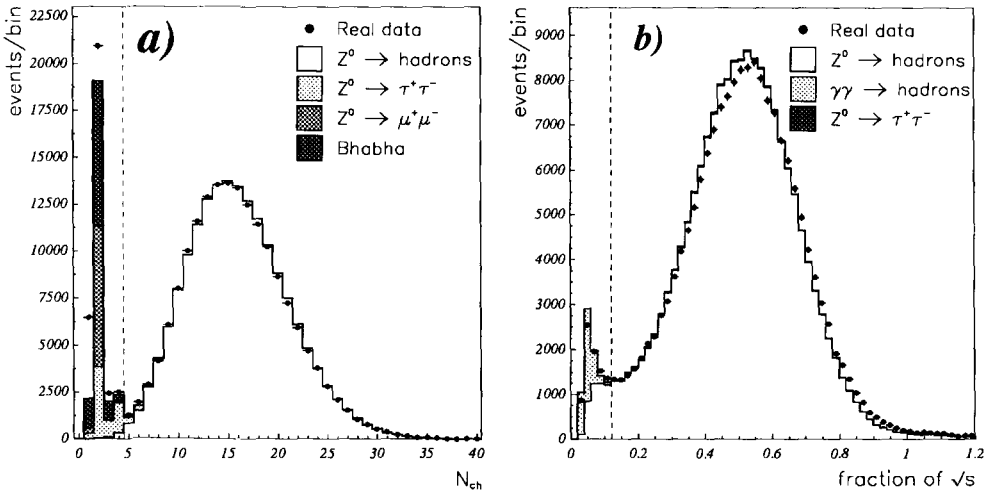 a)
events/bin
22500
20000
17500
15000
12500
10000
7500
5000
2500
0
Real data
Z⁰ → hadrons
Z⁰ → τ⁺τ⁻
Z⁰ → μ⁺μ⁻
Bhabha
0 5 10 15 20 25 30 35 40
N_ch
b)
events/bin
9000
8000
7000
6000
5000
4000
3000
2000
1000
0
Real data
Z⁰ → hadrons
γγ → hadrons
Z⁰ → τ⁺τ⁻
0 0.2 0.4 0.6 0.8 1 1.2
fraction of √s